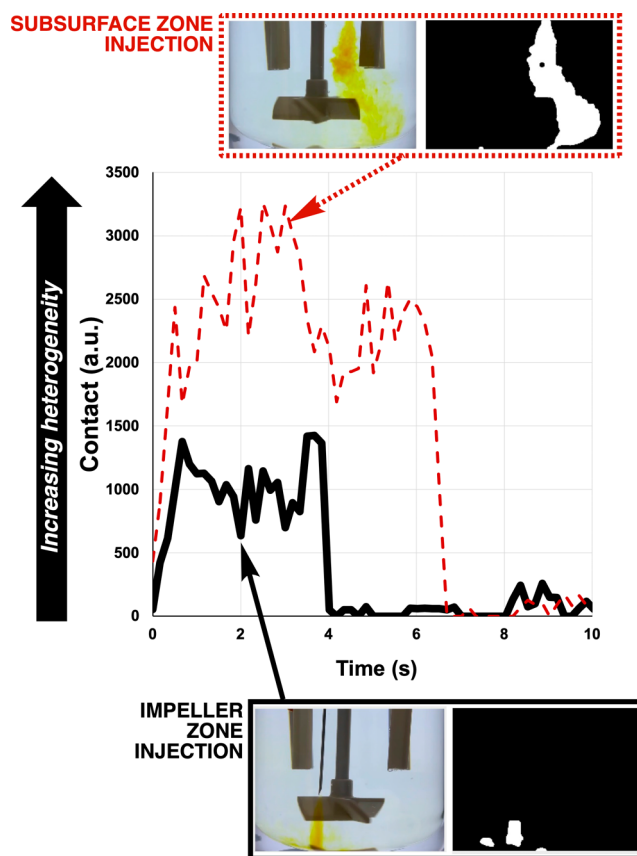 SUBSURFACE ZONE
INJECTION
3500
3000
2500
2000
1500
1000
500
0
Increasing heterogeneity
Contact (a.u.)
0 2 4 6 8 10
Time (s)
IMPELLER
ZONE
INJECTION